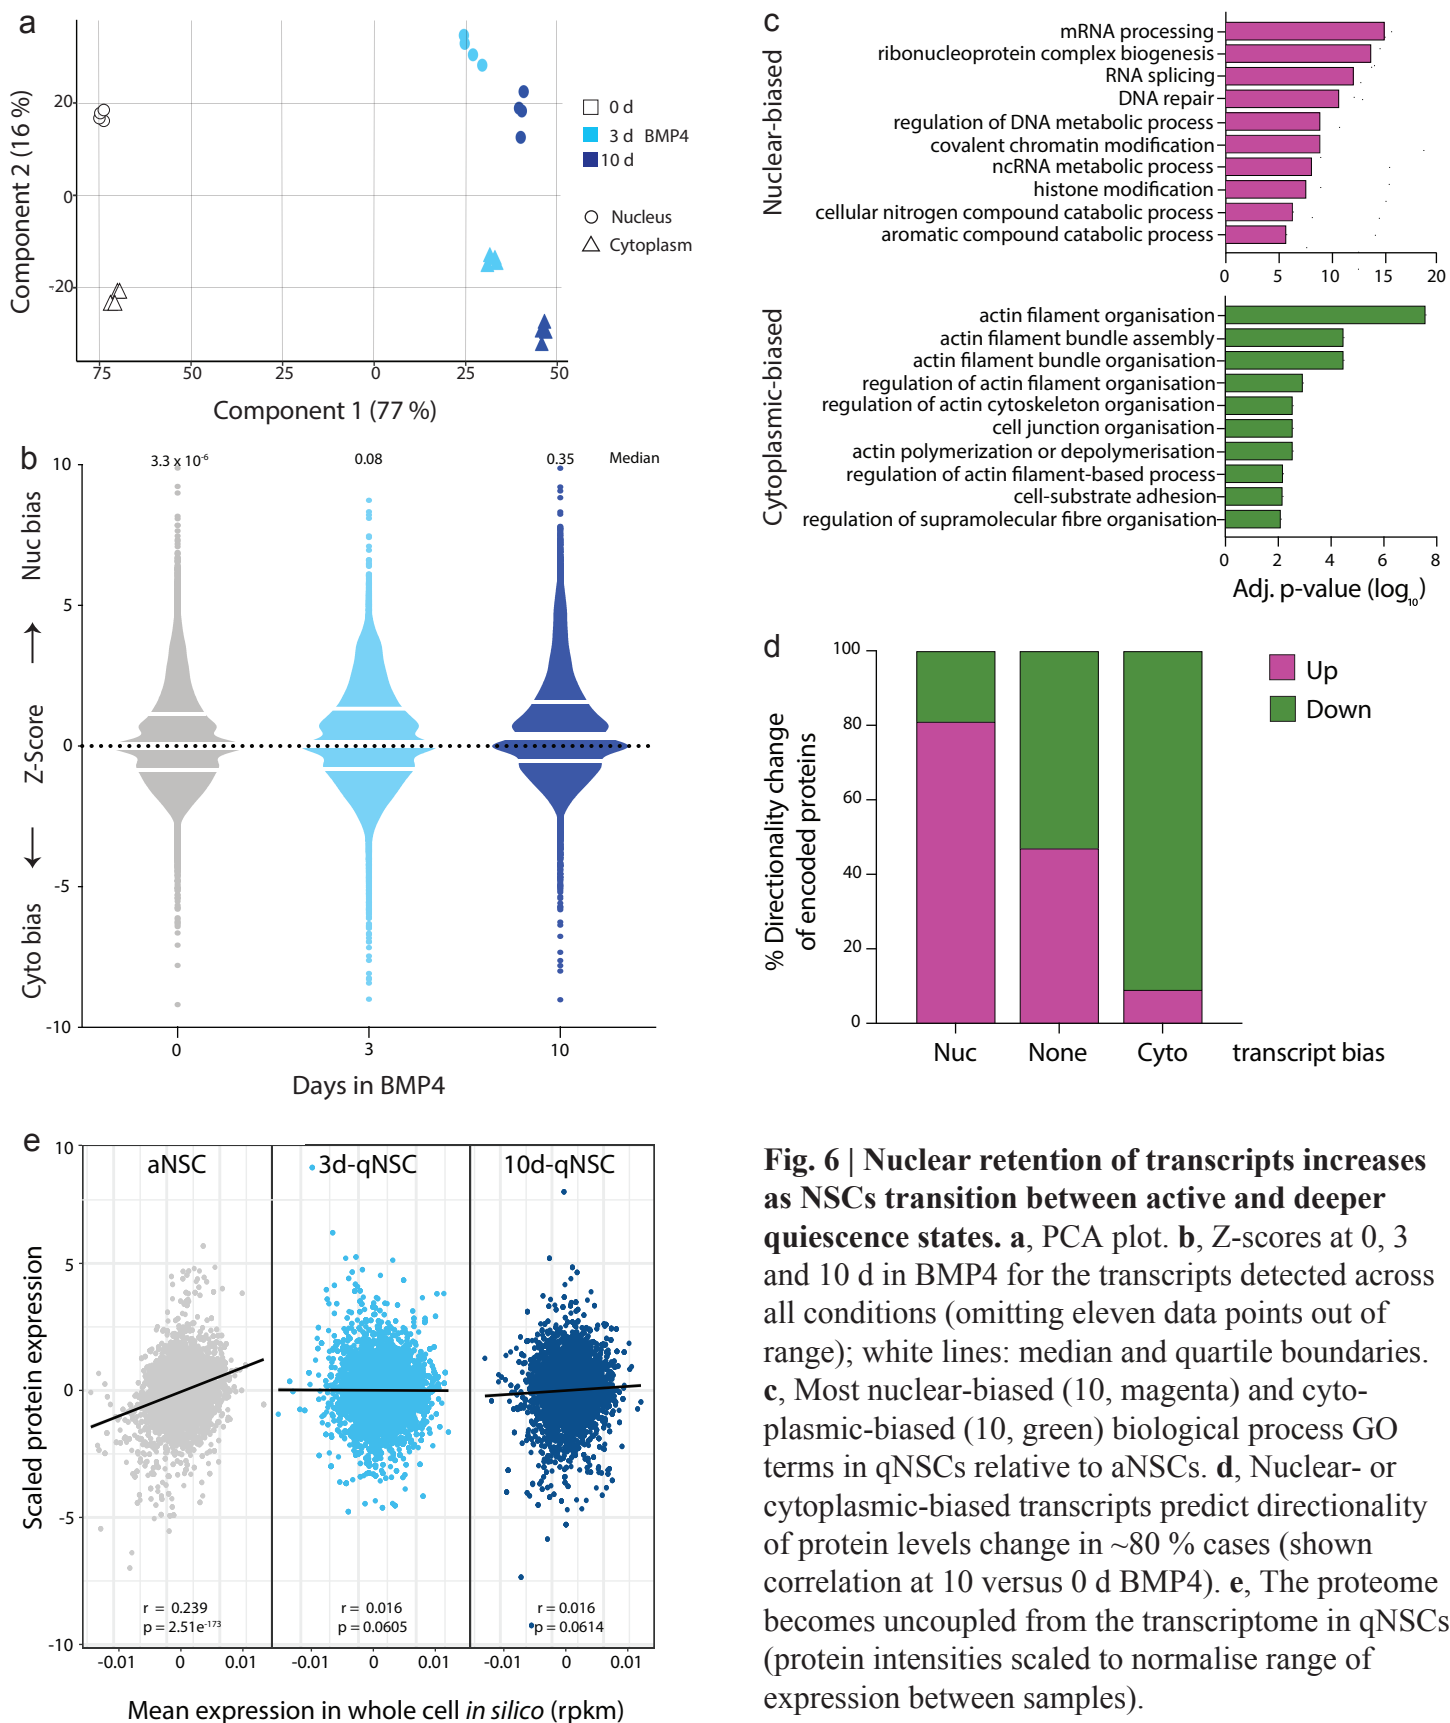 a
Component 2 (16 %)
20
0
-20
75
50
25
0
25
50
Component 1 (77 %)
0 d
3 d BMP4
10 d
Nucleus
Cytoplasm
b
Cyto bias
Z-Score
Nuc bias
10
5
0
-5
-10
3.3 x 10⁻⁶
0.08
0.35
Median
0
3
10
Days in BMP4
c
Nuclear-biased
mRNA processing
ribonucleoprotein complex biogenesis
RNA splicing
DNA repair
regulation of DNA metabolic process
covalent chromatin modification
ncRNA metabolic process
histone modification
cellular nitrogen compound catabolic process
aromatic compound catabolic process
0 5 10 15 20
Cytoplasmic-biased
actin filament organisation
actin filament bundle assembly
actin filament bundle organisation
regulation of actin filament organisation
regulation of actin cytoskeleton organisation
cell junction organisation
actin polymerization or depolymerisation
regulation of actin filament-based process
cell-substrate adhesion
regulation of supramolecular fibre organisation
0 2 4 6 8
Adj. p-value (log₁₀)
d
% Directionality change
of encoded proteins
100
80
60
40
20
0
Nuc None Cyto transcript bias
Up
Down
e
Scaled protein expression
10
5
0
-5
-10
aNSC
3d-qNSC
10d-qNSC
r = 0.239
p = 2.51e⁻¹⁷³
r = 0.016
p = 0.0605
r = 0.016
p = 0.0614
-0.01 0 0.01
-0.01 0 0.01
-0.01 0 0.01
Mean expression in whole cell in silico (rpkm)
Fig. 6 | Nuclear retention of transcripts increases
as NSCs transition between active and deeper
quiescence states. a, PCA plot. b, Z-scores at 0, 3
and 10 d in BMP4 for the transcripts detected across
all conditions (omitting eleven data points out of
range); white lines: median and quartile boundaries.
c, Most nuclear-biased (10, magenta) and cyto-
plasmic-biased (10, green) biological process GO
terms in qNSCs relative to aNSCs. d, Nuclear- or
cytoplasmic-biased transcripts predict directionality
of protein levels change in ~80 % cases (shown
correlation at 10 versus 0 d BMP4). e, The proteome
becomes uncoupled from the transcriptome in qNSCs
(protein intensities scaled to normalise range of
expression between samples).